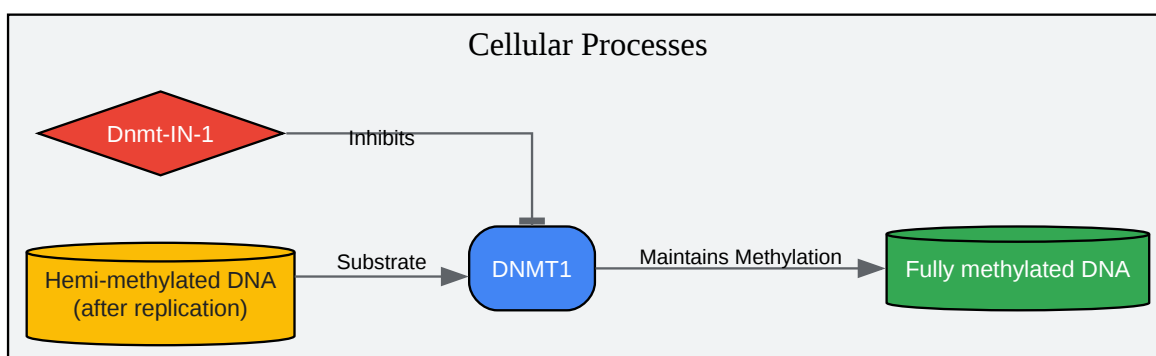 Cellular Processes
Dnmt-IN-1
Inhibits
Hemi-methylated DNA
(after replication)
Substrate
DNMT1
Maintains Methylation
Fully methylated DNA